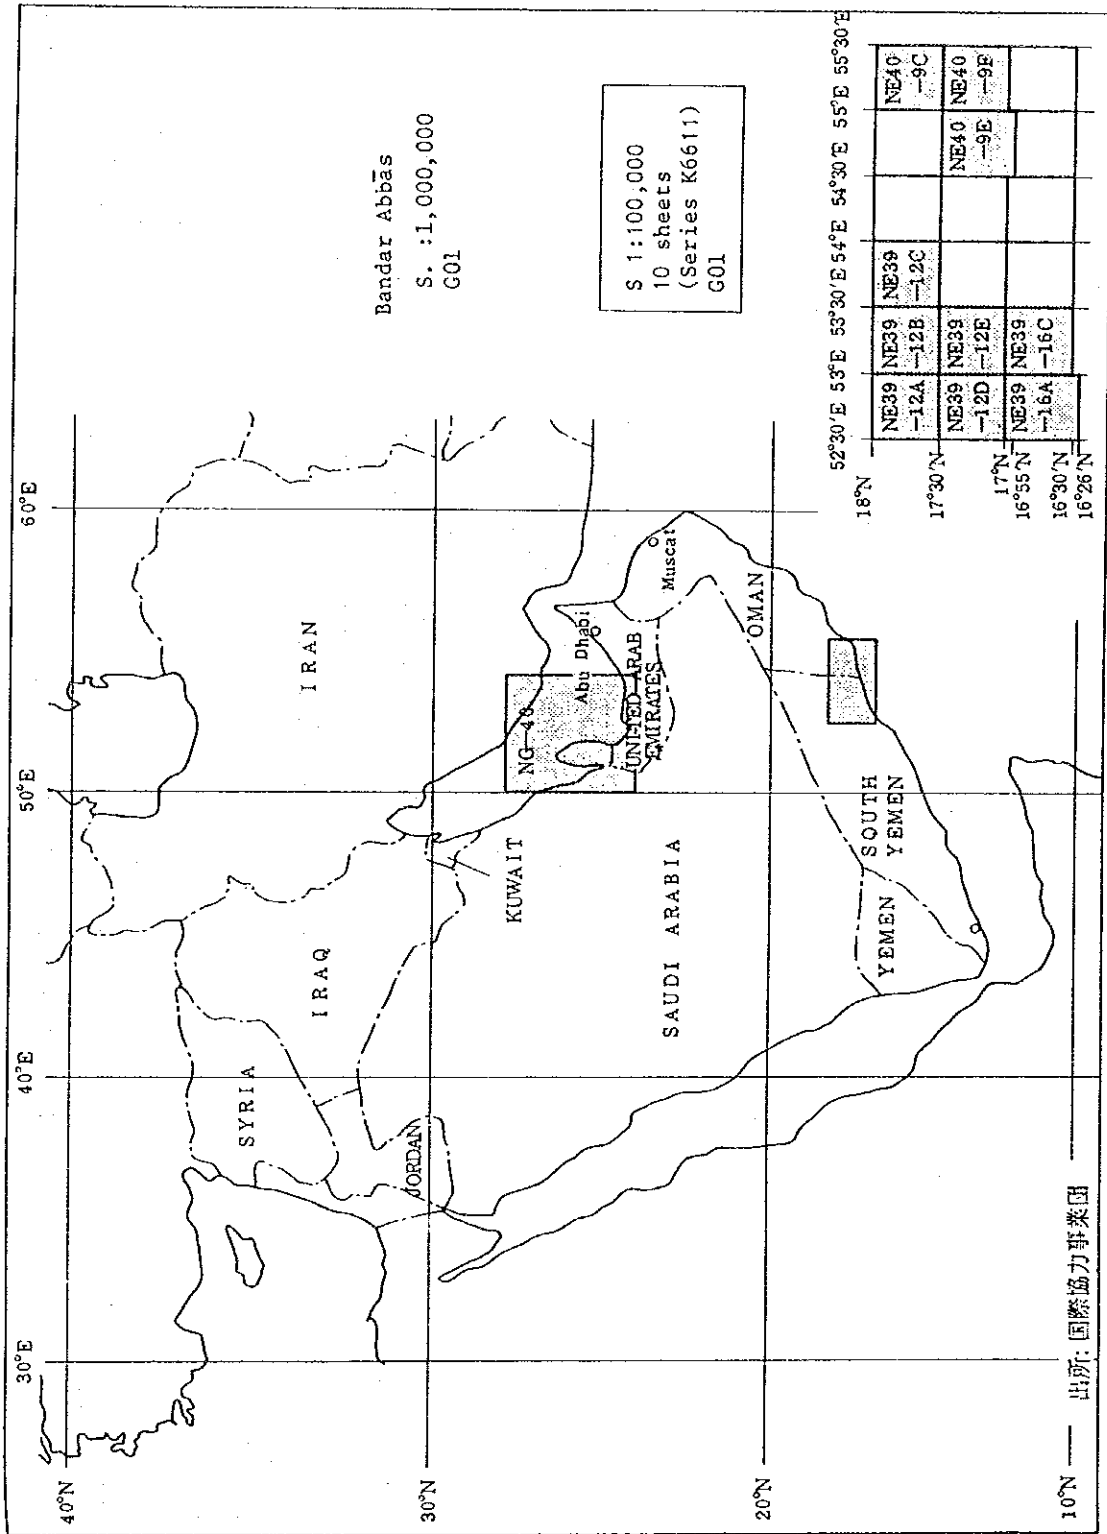 30°E
40°E
50°E
60°E
40°N
30°N
20°N
10°N
SYRIA
IRAQ
IRAN
JORDAN
KUWAIT
NG-40
Abu Dhabi
UNITED ARAB
EMIRATES
Muscat
SAUDI ARABIA
OMAN
YEMEN
SOUTH
YEMEN
Bandar Abbās
S. :1,000,000
G01
S 1:100,000
10 sheets
(Series K6611)
G01
52°30′E 53°E 53°30′E 54°E 54°30′E 55°E 55°30′E
18°N
17°30′N
17°N
16°55′N
16°30′N
16°26′N
NE39
-12A
NE39
-12B
NE39
-12C
NE40
-9C
NE39
-12D
NE39
-12E
NE40
-9E
NE40
-9F
NE39
-16A
NE39
-16C
出所: 国際協力事業団